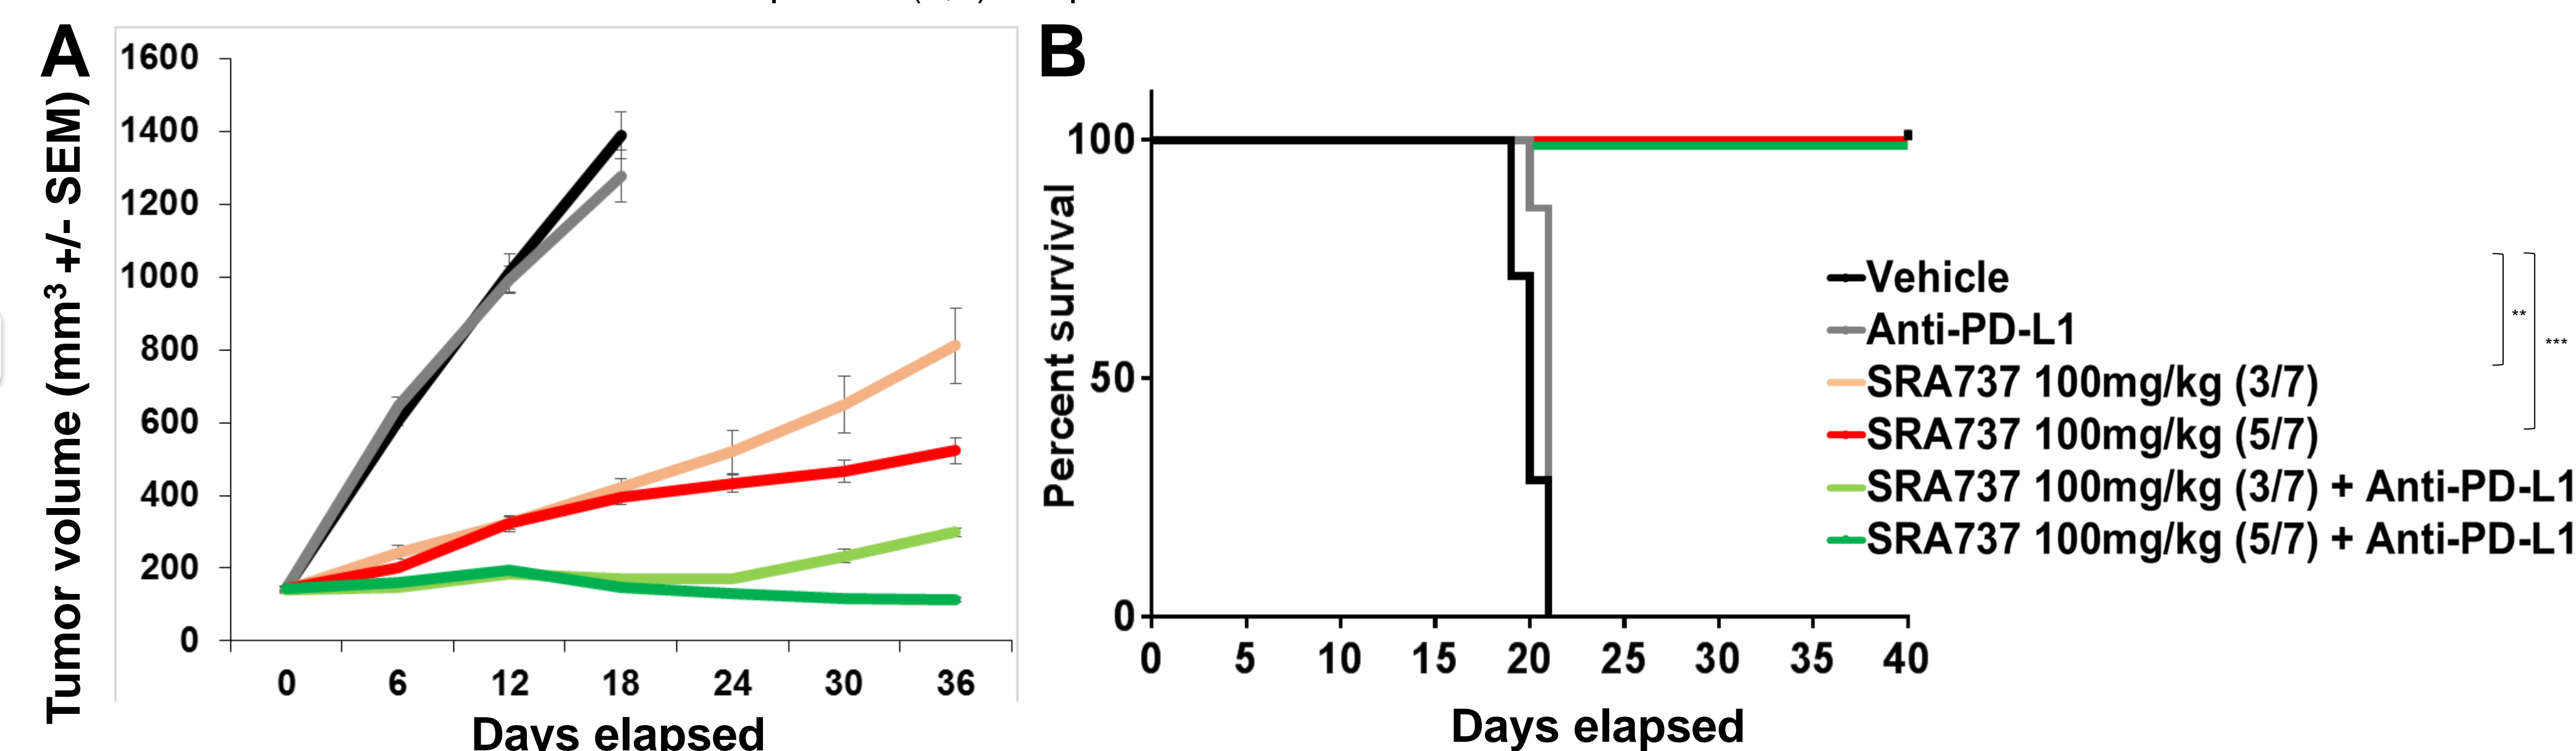 A
Tumor volume (mm³ +/- SEM)
1600
1400
1200
1000
800
600
400
200
0
0 6 12 18 24 30 36
Days elapsed
B
Percent survival
100
50
0
0 5 10 15 20 25 30 35 40
Days elapsed
Vehicle
Anti-PD-L1
SRA737 100mg/kg (3/7)
SRA737 100mg/kg (5/7)
SRA737 100mg/kg (3/7) + Anti-PD-L1
SRA737 100mg/kg (5/7) + Anti-PD-L1
**
***